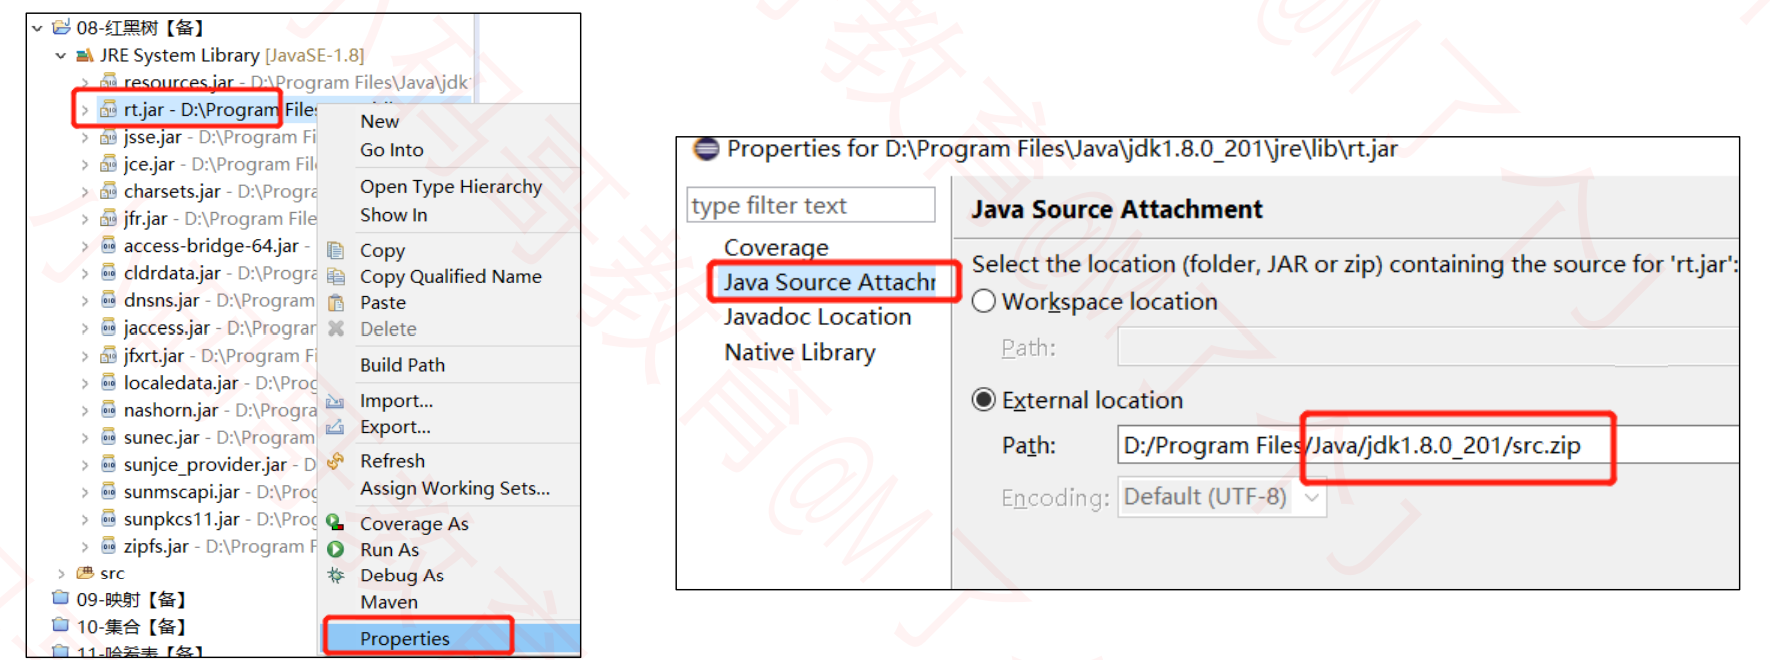 08-红黑树【备】
JRE System Library [JavaSE-1.8]
resources.jar - D:\Program Files\Java\jdk
rt.jar - D:\Program Files
jsse.jar - D:\Program Fi
jce.jar - D:\Program File
charsets.jar - D:\Progra
jfr.jar - D:\Program File
access-bridge-64.jar -
cldrdata.jar - D:\Progra
dnsns.jar - D:\Program
jaccess.jar - D:\Prograr
jfxrt.jar - D:\Program Fi
localedata.jar - D:\Prog
nashorn.jar - D:\Progra
sunec.jar - D:\Program
sunjce_provider.jar - D
sunmscapi.jar - D:\Prog
sunpkcs11.jar - D:\Prog
zipfs.jar - D:\Program F
src
09-映射【备】
10-集合【备】
11-哈希表【备】
New
Go Into
Open Type Hierarchy
Show In
Copy
Copy Qualified Name
Paste
Delete
Build Path
Import...
Export...
Refresh
Assign Working Sets...
Coverage As
Run As
Debug As
Maven
Properties
Properties for D:\Program Files\Java\jdk1.8.0_201\jre\lib\rt.jar
type filter text
Coverage
Java Source Attachr
Javadoc Location
Native Library
Java Source Attachment
Select the location (folder, JAR or zip) containing the source for 'rt.jar':
Workspace location
Path:
External location
Path: D:/Program Files/Java/jdk1.8.0_201/src.zip
Encoding: Default (UTF-8)